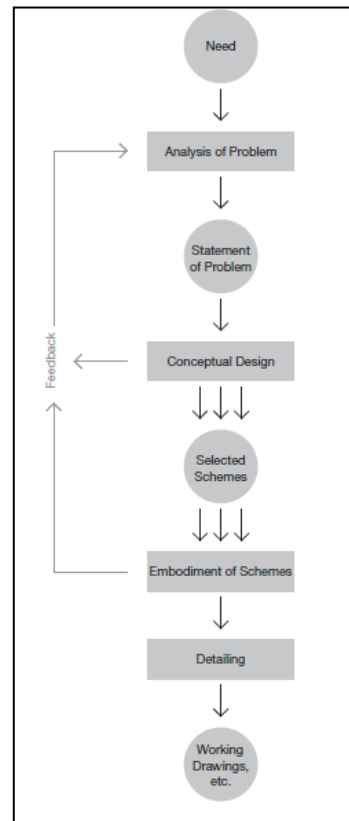 Need
Analysis of Problem
Statement
of Problem
Feedback
Conceptual Design
Selected
Schemes
Embodiment of Schemes
Detailing
Working
Drawings,
etc.